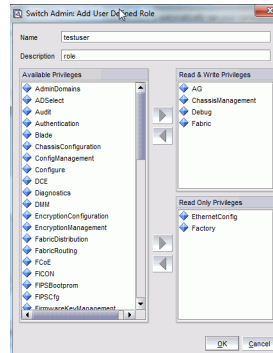 Switch Admin: Add User Defined Role
Name
testuser
Description
role
Available Privileges
AdminDomains
ADSelect
Audit
Authentication
Blade
ChassisConfiguration
ConfigManagement
Configure
DCE
Diagnostics
DMM
EncryptionConfiguration
EncryptionManagement
FabricDistribution
FabricRouting
FCoE
FICON
FIPSBootprom
FIPSCfg
FirmwareKeyManagement
Read & Write Privileges
AG
ChassisManagement
Debug
Fabric
Read Only Privileges
EthernetConfig
Factory
OK
Cancel